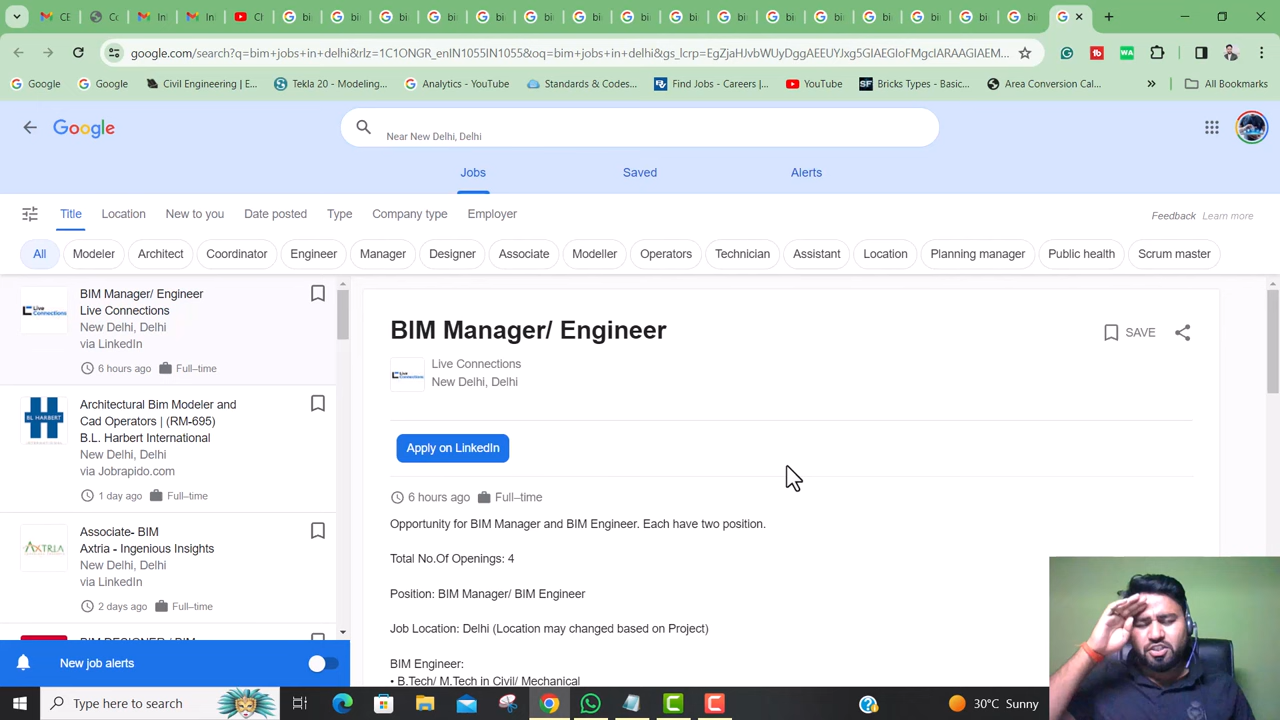 google.com/search?q=bim+jobs+in+delhi&rlz=1C1ONGR_enIN1055IN1055&oq=bim+jobs+in+delhi&gs_lcrp=EgZjaHJvbWUyDggAEEUYJxg5GIAEGIoFMgcIARAAGIAEM...
Google
Google
Civil Engineering | E...
Tekla 20 - Modeling...
Analytics - YouTube
Standards & Codes...
Find Jobs - Careers |...
YouTube
Bricks Types - Basic...
Area Conversion Cal...
All Bookmarks
Google
Near New Delhi, Delhi
Jobs Saved Alerts
Title Location New to you Date posted Type Company type Employer
Feedback Learn more
All Modeler Architect Coordinator Engineer Manager Designer Associate Modeller Operators Technician Assistant Location Planning manager Public health Scrum master
BIM Manager/ Engineer
Live Connections
New Delhi, Delhi
via LinkedIn
6 hours ago Full–time
Architectural Bim Modeler and
Cad Operators | (RM-695)
B.L. Harbert International
New Delhi, Delhi
via Jobrapido.com
1 day ago Full–time
Associate- BIM
Axtria - Ingenious Insights
New Delhi, Delhi
via LinkedIn
2 days ago Full–time
New job alerts
BIM Manager/ Engineer
SAVE
Live Connections
New Delhi, Delhi
Apply on LinkedIn
6 hours ago Full–time
Opportunity for BIM Manager and BIM Engineer. Each have two position.
Total No.Of Openings: 4
Position: BIM Manager/ BIM Engineer
Job Location: Delhi (Location may changed based on Project)
BIM Engineer:
• B.Tech/ M.Tech in Civil/ Mechanical
Type here to search
30°C Sunny